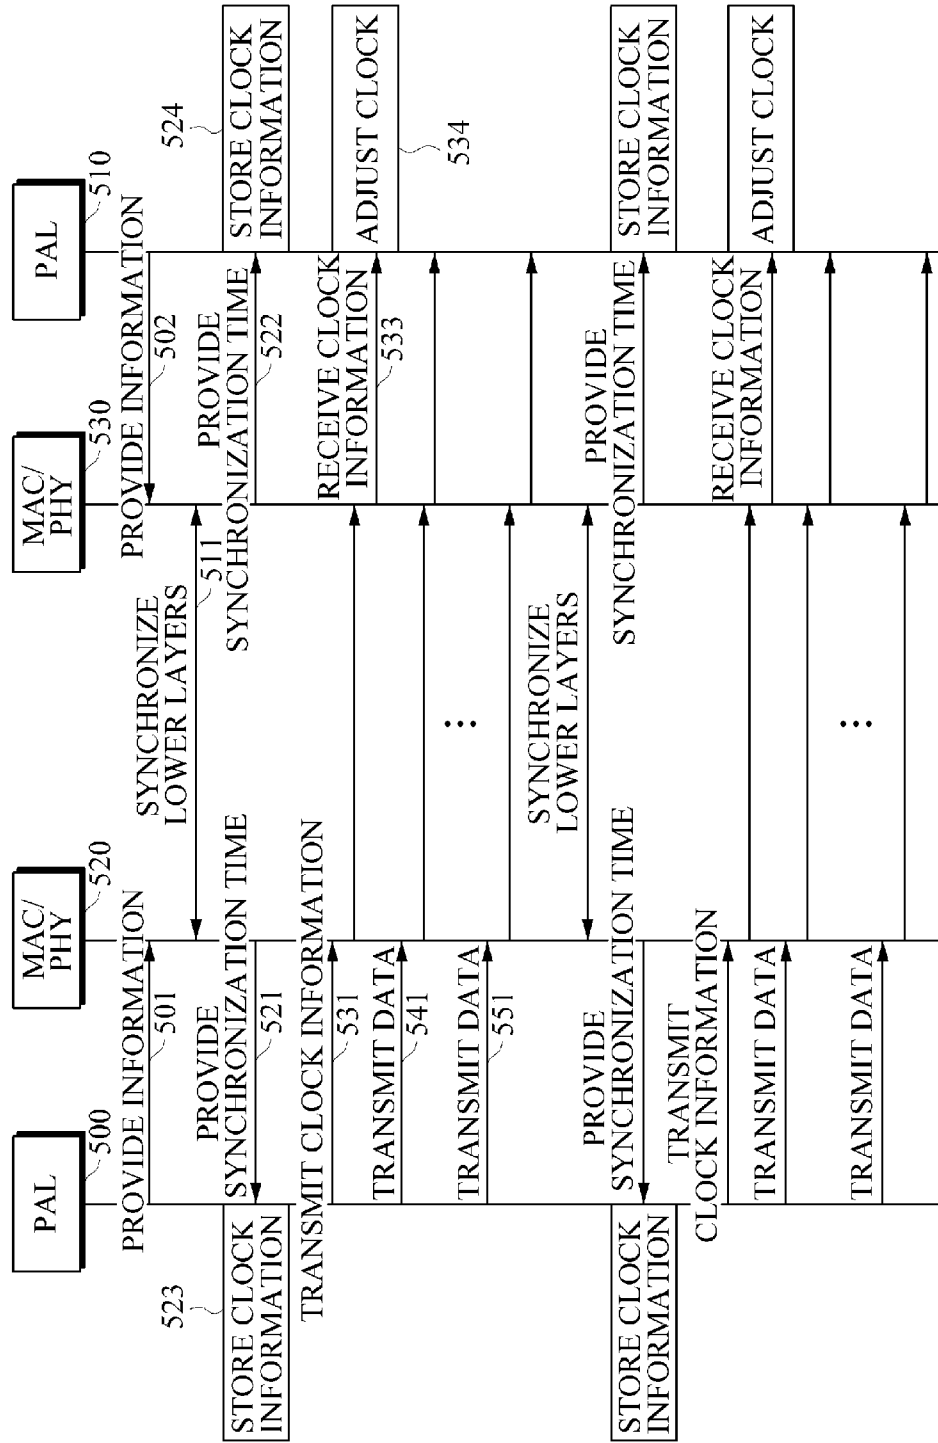 PAL
500
MAC/
PHY
520
MAC/
PHY
530
PAL
510
PROVIDE INFORMATION
501
PROVIDE INFORMATION
502
SYNCHRONIZE
LOWER LAYERS
511
523
STORE CLOCK
INFORMATION
PROVIDE
SYNCHRONIZATION TIME
521
PROVIDE
SYNCHRONIZATION TIME
522
524
STORE CLOCK
INFORMATION
TRANSMIT CLOCK INFORMATION
531
RECEIVE CLOCK
INFORMATION
533
ADJUST CLOCK
534
TRANSMIT DATA
541
...
TRANSMIT DATA
551
SYNCHRONIZE
LOWER LAYERS
STORE CLOCK
INFORMATION
PROVIDE
SYNCHRONIZATION TIME
PROVIDE
SYNCHRONIZATION TIME
STORE CLOCK
INFORMATION
TRANSMIT
CLOCK INFORMATION
RECEIVE CLOCK
INFORMATION
ADJUST CLOCK
TRANSMIT DATA
...
TRANSMIT DATA